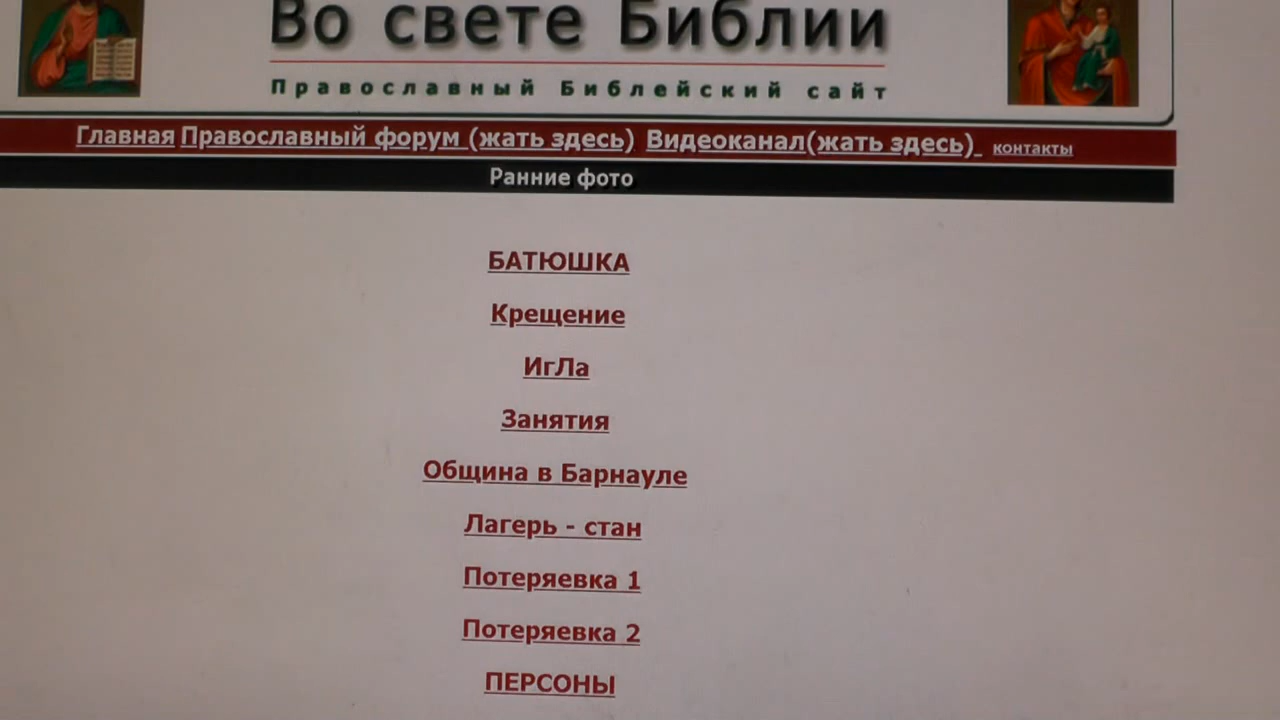 Во свете Библии
Православный Библейский сайт
Главная Православный форум (жать здесь) Видеоканал(жать здесь) контакты
Ранние фото
БАТЮШКА
Крещение
ИгЛа
Занятия
Община в Барнауле
Лагерь - стан
Потеряевка 1
Потеряевка 2
ПЕРСОНЫ